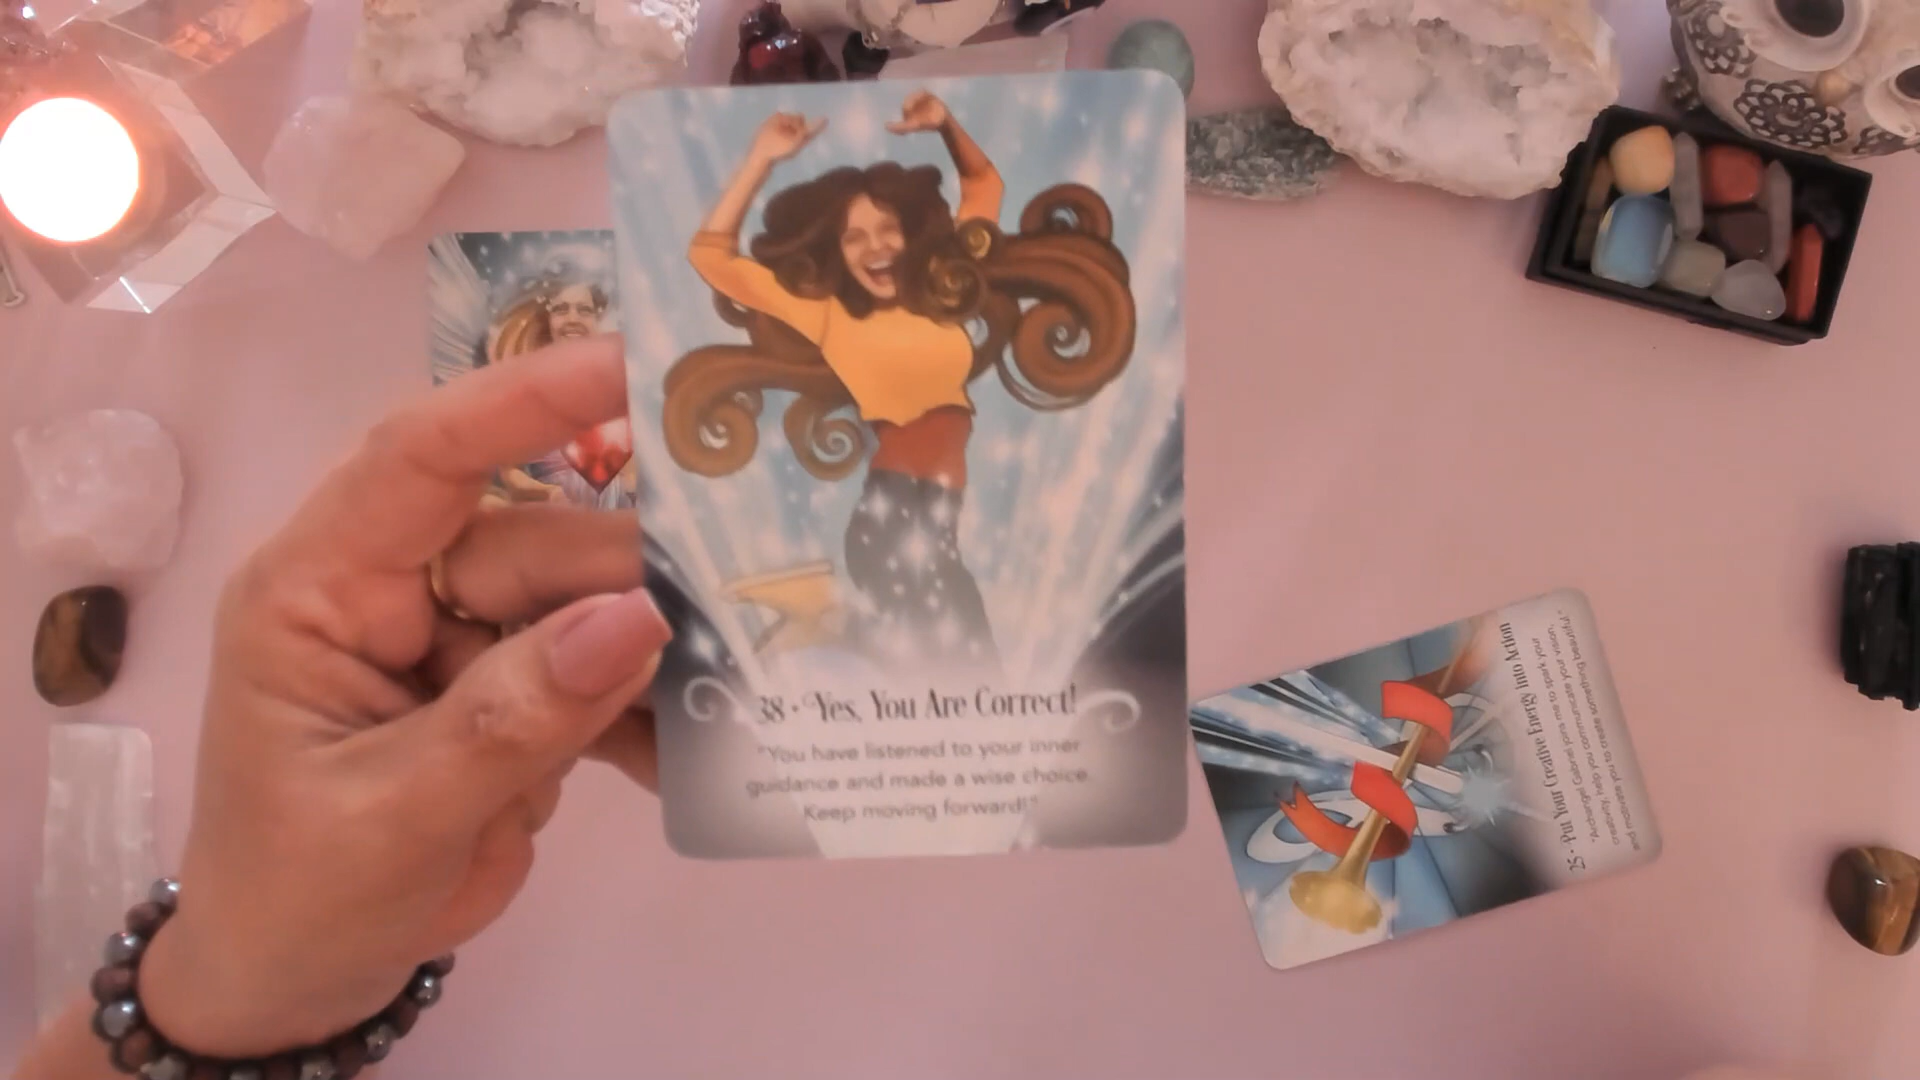 38 • Yes, You Are Correct!
"You have listened to your inner
guidance and made a wise choice.
Keep moving forward!"
25 • Put Your Creative Energy into Action
"Archangel Gabriel joins me to spark your
creativity, help you communicate your vision,
and motivate you to create something beautiful."